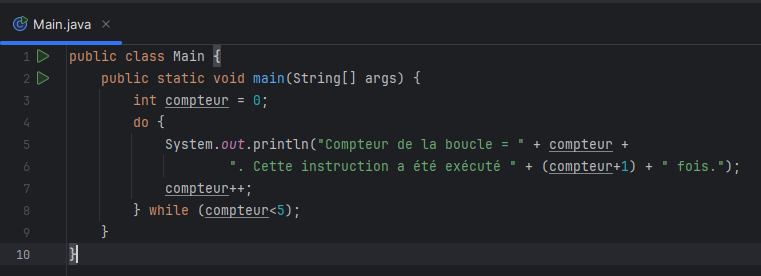 Main.java
1 public class Main {
2 public static void main(String[] args) {
3 int compteur = 0;
4 do {
5 System.out.println("Compteur de la boucle = " + compteur +
6 ". Cette instruction a été exécuté " + (compteur+1) + " fois.");
7 compteur++;
8 } while (compteur<5);
9 }
10 }